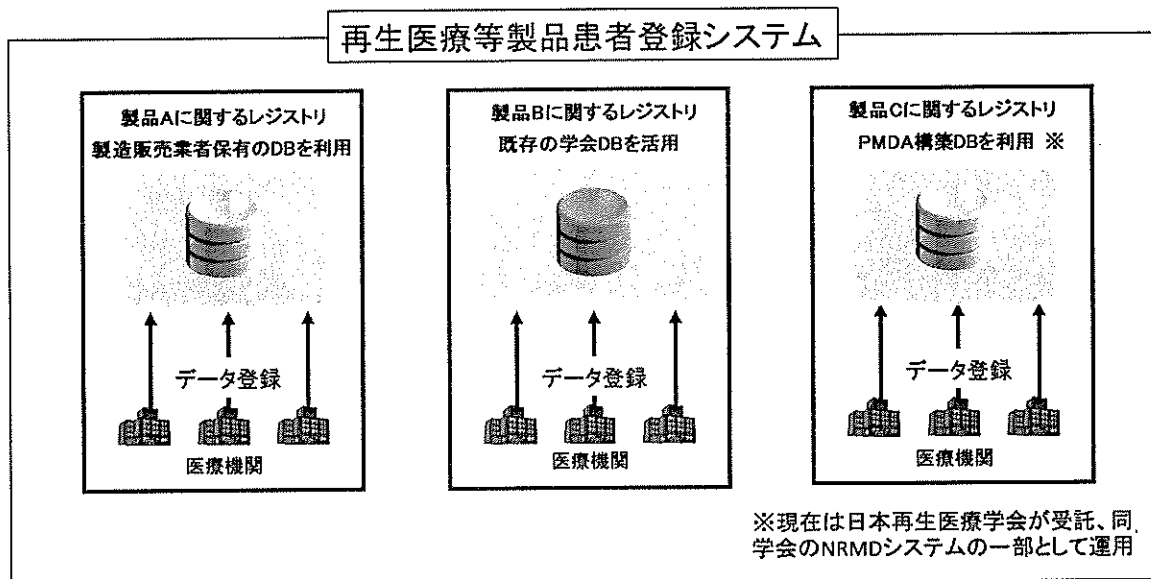 再生医療等製品患者登録システム
製品Aに関するレジストリ
製造販売業者保有のDBを利用
データ登録
医療機関
製品Bに関するレジストリ
既存の学会DBを活用
データ登録
医療機関
製品Cに関するレジストリ
PMDA構築DBを利用 ※
データ登録
医療機関
※現在は日本再生医療学会が受託、同
学会のNRMDシステムの一部として運用